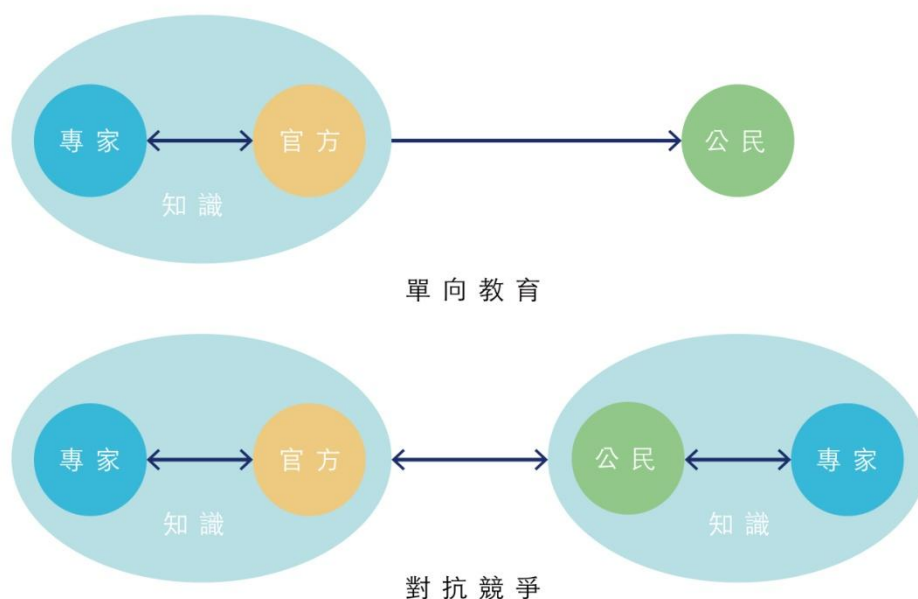 專家 官方 公民
知識
單向教育
專家 官方 公民 專家
知識 知識
對抗競爭